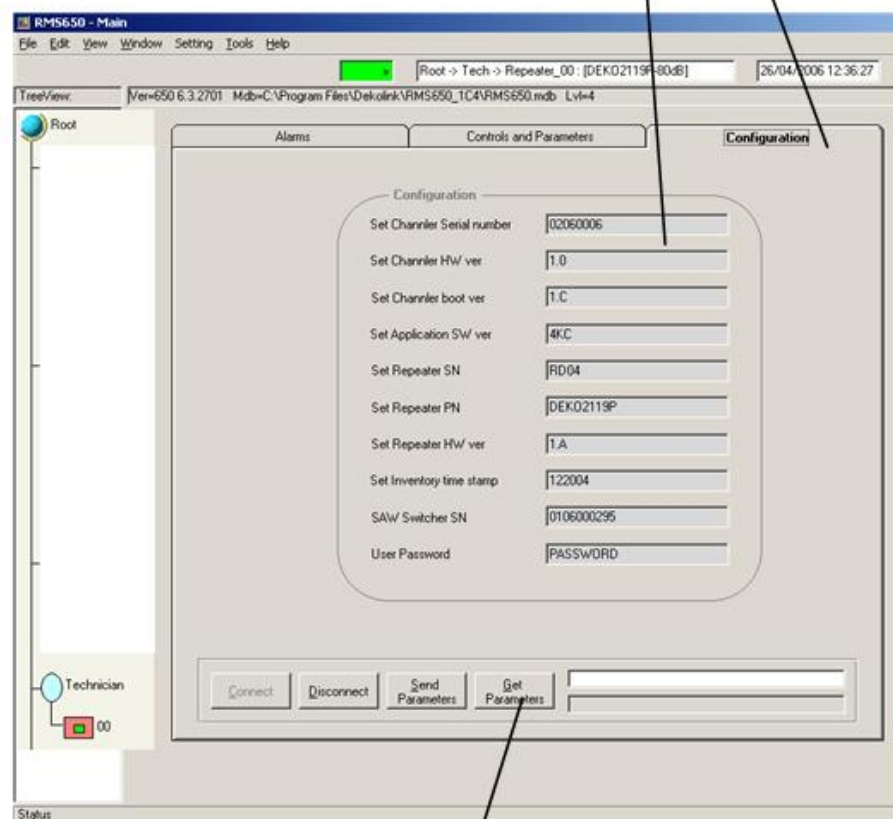 RMS650 - Main
File Edit View Window Setting Tools Help
Root -> Tech -> Repeater_00 : [DEKO2119P-80dB] 26/04/2006 12:36:27
TreeView: Ver=650 6.3.2701 Mdb=C:\Program Files\Dekolink\RMS650_1C4\RMS650.mdb Lvl=4
Root
Alarms Controls and Parameters Configuration
Configuration
Set Channler Serial number 02060006
Set Channler HW ver 1.0
Set Channler boot ver 1.C
Set Application SW ver 4KC
Set Repeater SN RD04
Set Repeater PN DEKO2119P
Set Repeater HW ver 1.A
Set Inventory time stamp 122004
SAW Switcher SN 0106000295
User Password PASSWORD
Technician
00
Connect Disconnect Send Parameters Get Parameters
Status